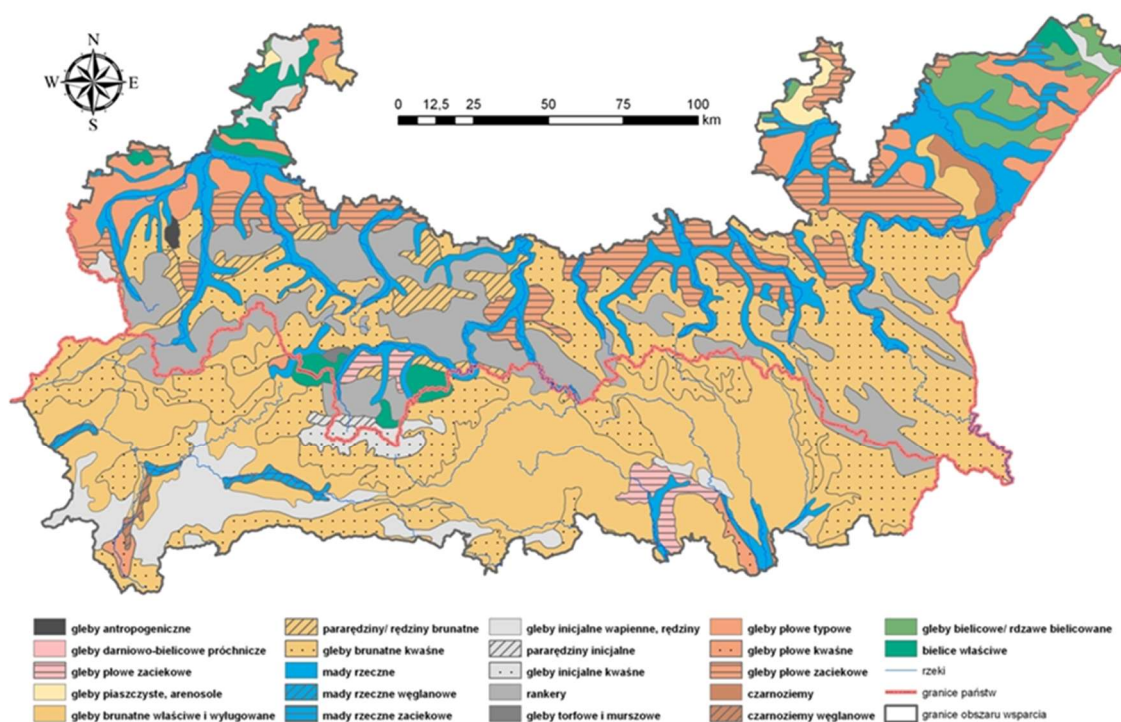 N
W E
S
0 12,5 25 50 75 100
km
gleby antropogeniczne
gleby darniowo-bielicowe próchnicze
gleby płowe zaciekowe
gleby piaszczyste, arenosole
gleby brunatne właściwe i wyługowane
pararędziny/ rędziny brunatne
gleby brunatne kwaśne
mady rzeczne
mady rzeczne węglanowe
mady rzeczne zaciekowe
gleby inicjalne wapienne, rędziny
pararędziny inicjalne
gleby inicjalne kwaśne
rankery
gleby torfowe i murszowe
gleby płowe typowe
gleby płowe kwaśne
gleby płowe zaciekowe
czarnoziemy
czarnoziemy węglanowe
gleby bielicowe/ rdzawe bielicowane
bielice właściwe
rzeki
granice państw
granice obszaru wsparcia